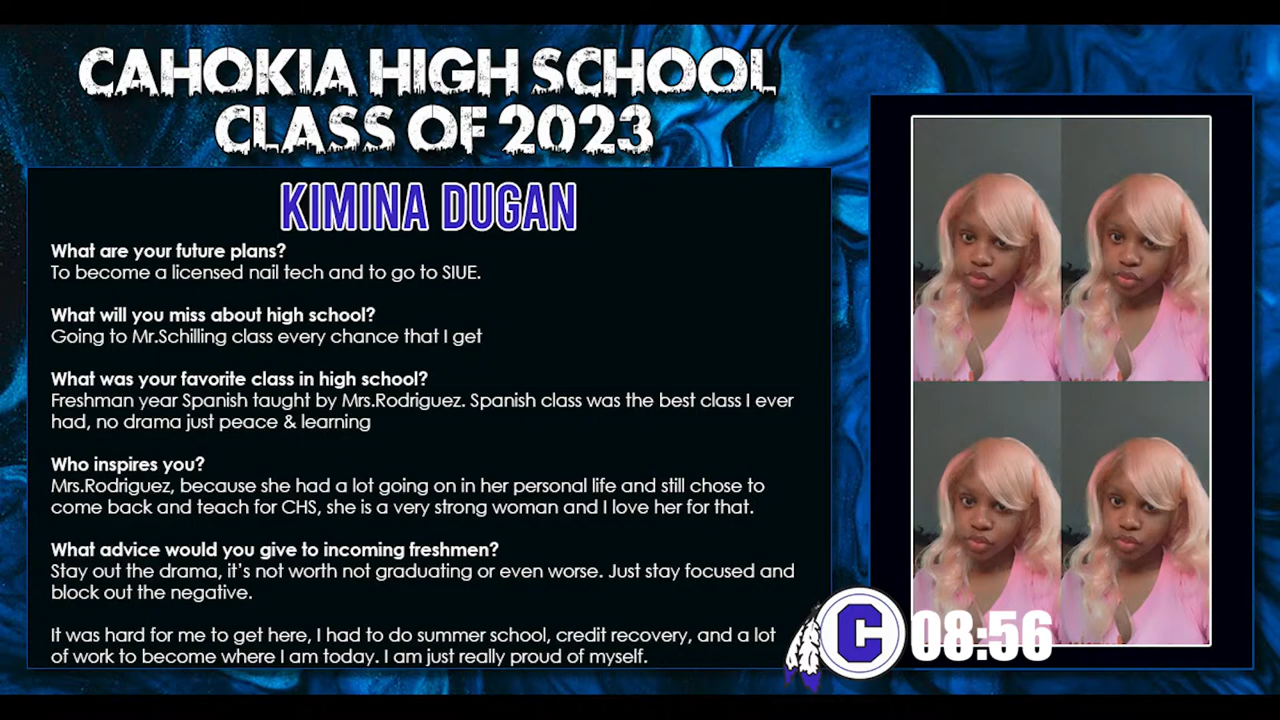 CAHOKIA HIGH SCHOOL
CLASS OF 2023
KIMINA DUGAN
What are your future plans?
To become a licensed nail tech and to go to SIUE.
What will you miss about high school?
Going to Mr.Schilling class every chance that I get
What was your favorite class in high school?
Freshman year Spanish taught by Mrs.Rodriguez. Spanish class was the best class I ever
had, no drama just peace & learning
Who inspires you?
Mrs.Rodriguez, because she had a lot going on in her personal life and still chose to
come back and teach for CHS, she is a very strong woman and I love her for that.
What advice would you give to incoming freshmen?
Stay out the drama, it's not worth not graduating or even worse. Just stay focused and
block out the negative.
It was hard for me to get here, I had to do summer school, credit recovery, and a lot
of work to become where I am today. I am just really proud of myself.
C 08:56